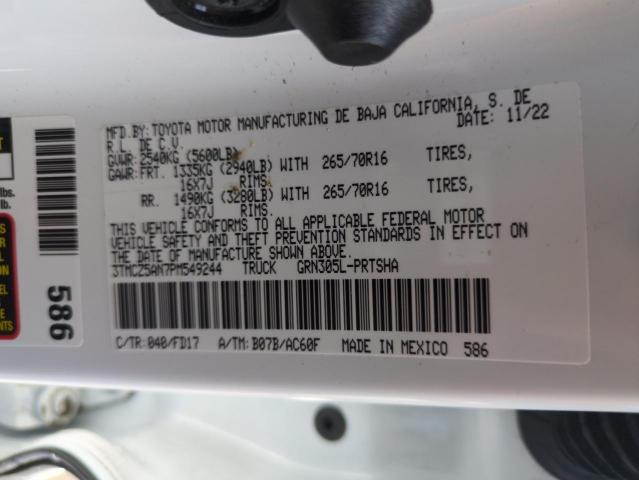 MFD.BY:TOYOTA MOTOR MANUFACTURING DE BAJA CALIFORNIA, S. DE
R.L. DE C.V. DATE: 11/22
GVWR: 2540KG (5600LB)
GAWR: FRT. 1335KG (2940LB) WITH 265/70R16 TIRES,
16X7J RIMS.
RR. 1490KG (3280LB) WITH 265/70R16 TIRES,
16X7J RIMS.
THIS VEHICLE CONFORMS TO ALL APPLICABLE FEDERAL MOTOR
VEHICLE SAFETY AND THEFT PREVENTION STANDARDS IN EFFECT ON
THE DATE OF MANUFACTURE SHOWN ABOVE.
3TMCZ5AN7PM549244 TRUCK GRN305L-PRTSHA
C/TR:040/FD17 A/TM:B07B/AC60F MADE IN MEXICO 586
586
lbs.
lb.